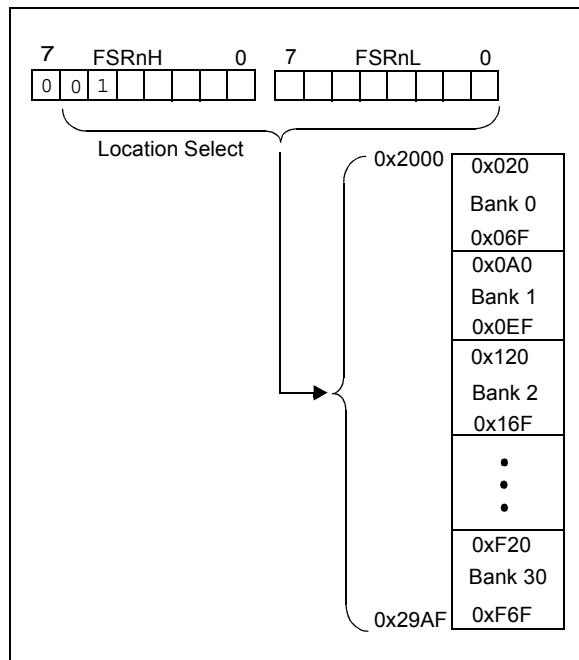 7 FSRnH 0 7 FSRnL 0
0 0 1
Location Select
0x2000
0x020
Bank 0
0x06F
0x0A0
Bank 1
0x0EF
0x120
Bank 2
0x16F
0xF20
Bank 30
0x29AF
0xF6F